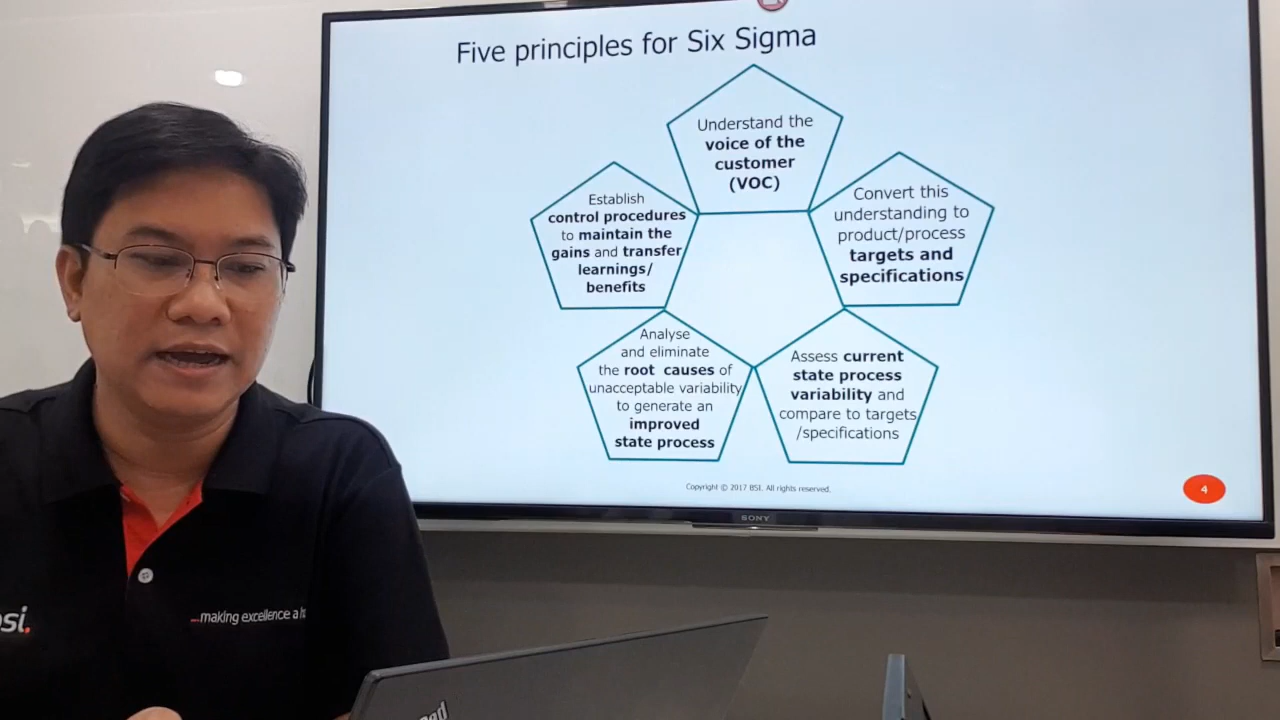 Five principles for Six Sigma
Understand the
voice of the
customer
(VOC)
Convert this
understanding to
product/process
targets and
specifications
Assess current
state process
variability and
compare to targets
/specifications
Analyse
and eliminate
the root causes of
unacceptable variability
to generate an
improved
state process
Establish
control procedures
to maintain the
gains and transfer
learnings/
benefits
Copyright © 2017 BSI. All rights reserved.
4
SONY
si.
...making excellence a